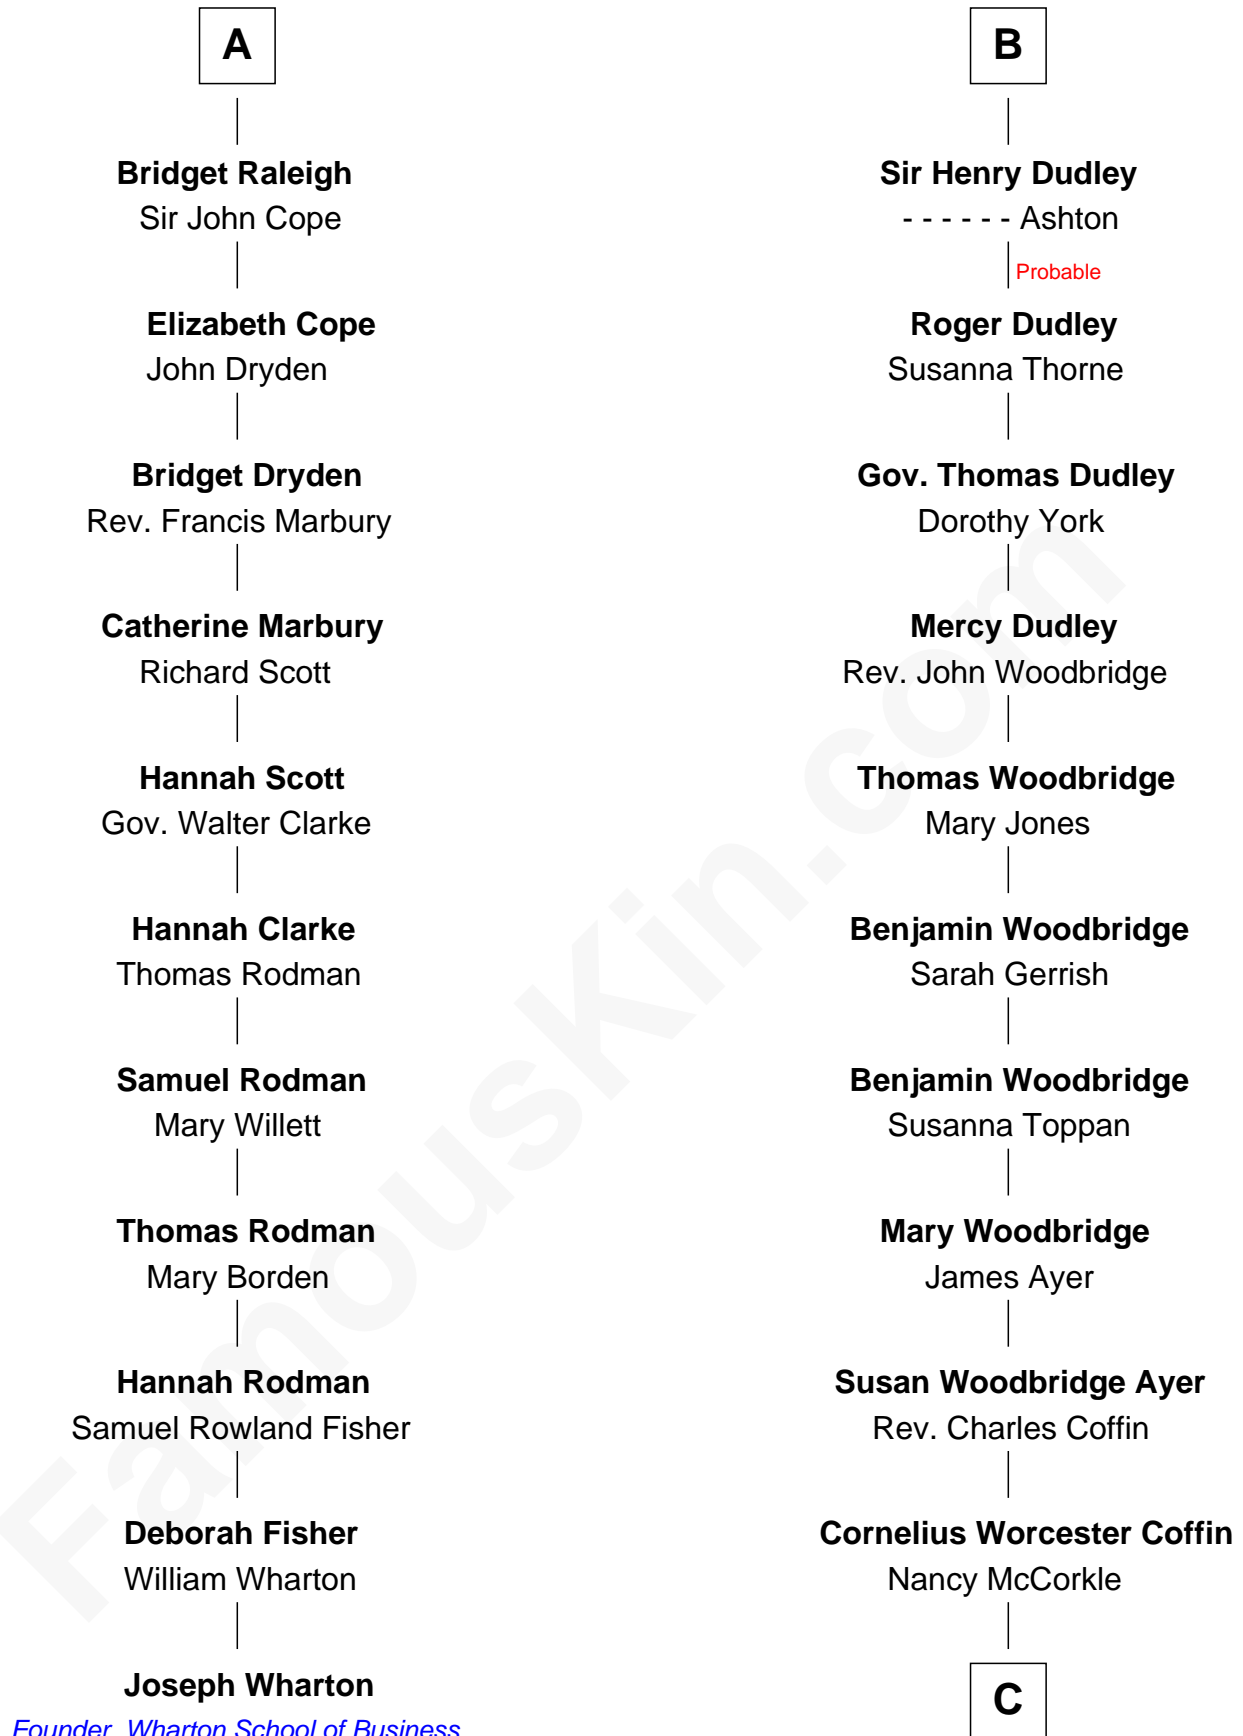 A
Bridget Raleigh
Sir John Cope
Elizabeth Cope
John Dryden
Bridget Dryden
Rev. Francis Marbury
Catherine Marbury
Richard Scott
Hannah Scott
Gov. Walter Clarke
Hannah Clarke
Thomas Rodman
Samuel Rodman
Mary Willett
Thomas Rodman
Mary Borden
Hannah Rodman
Samuel Rowland Fisher
Deborah Fisher
William Wharton
Joseph Wharton
Founder, Wharton School of Business
B
Sir Henry Dudley
- - - - - - Ashton
Probable
Roger Dudley
Susanna Thorne
Gov. Thomas Dudley
Dorothy York
Mercy Dudley
Rev. John Woodbridge
Thomas Woodbridge
Mary Jones
Benjamin Woodbridge
Sarah Gerrish
Benjamin Woodbridge
Susanna Toppan
Mary Woodbridge
James Ayer
Susan Woodbridge Ayer
Rev. Charles Coffin
Cornelius Worcester Coffin
Nancy McCorkle
C
FamousKin.com